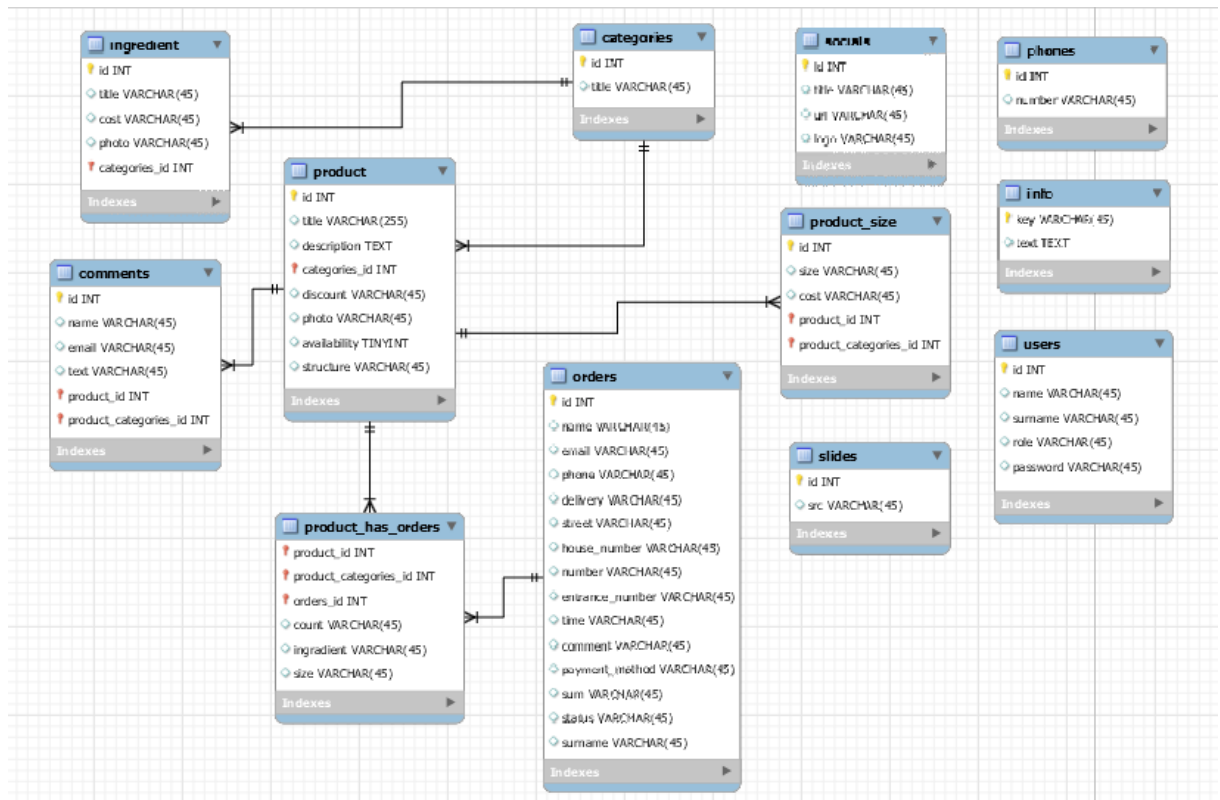 ingredient
id INT
title VARCHAR(45)
cost VARCHAR(45)
photo VARCHAR(45)
categories_id INT
Indexes
categories
id INT
title VARCHAR(45)
Indexes
socials
id INT
title VARCHAR(45)
url VARCHAR(45)
logo VARCHAR(45)
Indexes
phones
id INT
number VARCHAR(45)
Indexes
product
id INT
title VARCHAR(255)
description TEXT
categories_id INT
discount VARCHAR(45)
photo VARCHAR(45)
availability TINYINT
structure VARCHAR(45)
Indexes
info
key VARCHAR(45)
text TEXT
Indexes
product_size
id INT
size VARCHAR(45)
cost VARCHAR(45)
product_id INT
product_categories_id INT
Indexes
comments
id INT
name VARCHAR(45)
email VARCHAR(45)
text VARCHAR(45)
product_id INT
product_categories_id INT
Indexes
users
id INT
name VARCHAR(45)
surname VARCHAR(45)
role VARCHAR(45)
password VARCHAR(45)
Indexes
orders
id INT
name VARCHAR(45)
email VARCHAR(45)
phone VARCHAR(45)
delivery VARCHAR(45)
street VARCHAR(45)
house_number VARCHAR(45)
number VARCHAR(45)
entrance_number VARCHAR(45)
time VARCHAR(45)
comment VARCHAR(45)
payment_method VARCHAR(45)
sum VARCHAR(45)
status VARCHAR(45)
surname VARCHAR(45)
Indexes
slides
id INT
src VARCHAR(45)
Indexes
product_has_orders
product_id INT
product_categories_id INT
orders_id INT
count VARCHAR(45)
ingradient VARCHAR(45)
size VARCHAR(45)
Indexes